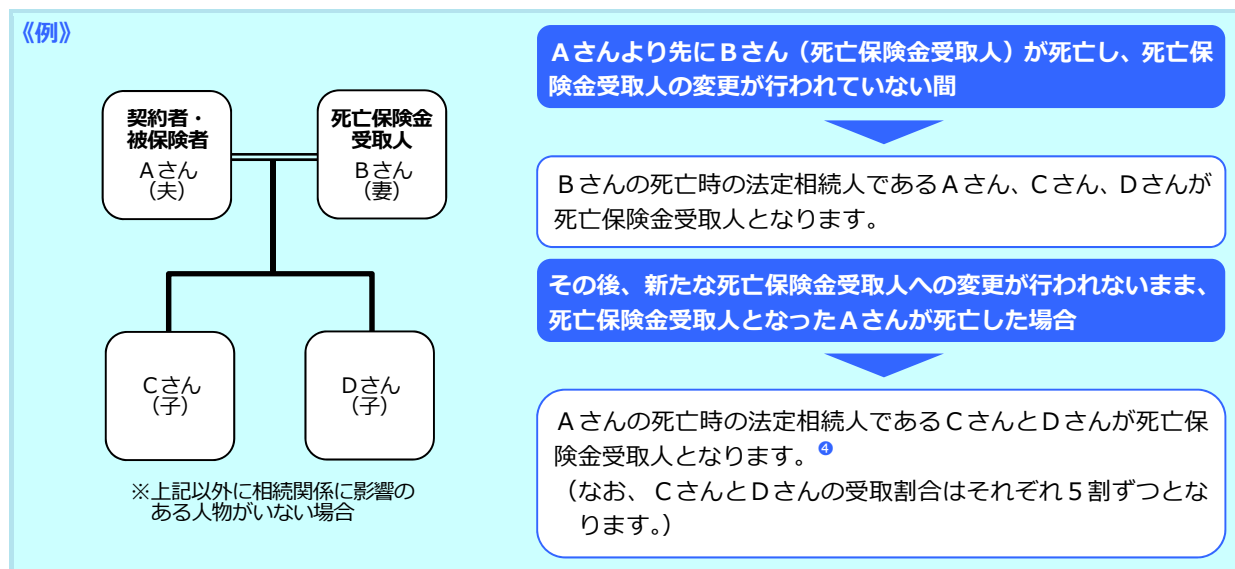 《例》
契約者・
被保険者
Aさん
（夫）
死亡保険金
受取人
Bさん
（妻）
Cさん
（子）
Dさん
（子）
※上記以外に相続関係に影響の
ある人物がいない場合
Aさんより先にBさん（死亡保険金受取人）が死亡し、死亡保
険金受取人の変更が行われていない間
Bさんの死亡時の法定相続人であるAさん、Cさん、Dさんが
死亡保険金受取人となります。
その後、新たな死亡保険金受取人への変更が行われないまま、
死亡保険金受取人となったAさんが死亡した場合
Aさんの死亡時の法定相続人であるCさんとDさんが死亡保
険金受取人となります。❹
（なお、CさんとDさんの受取割合はそれぞれ５割ずつとな
ります。）